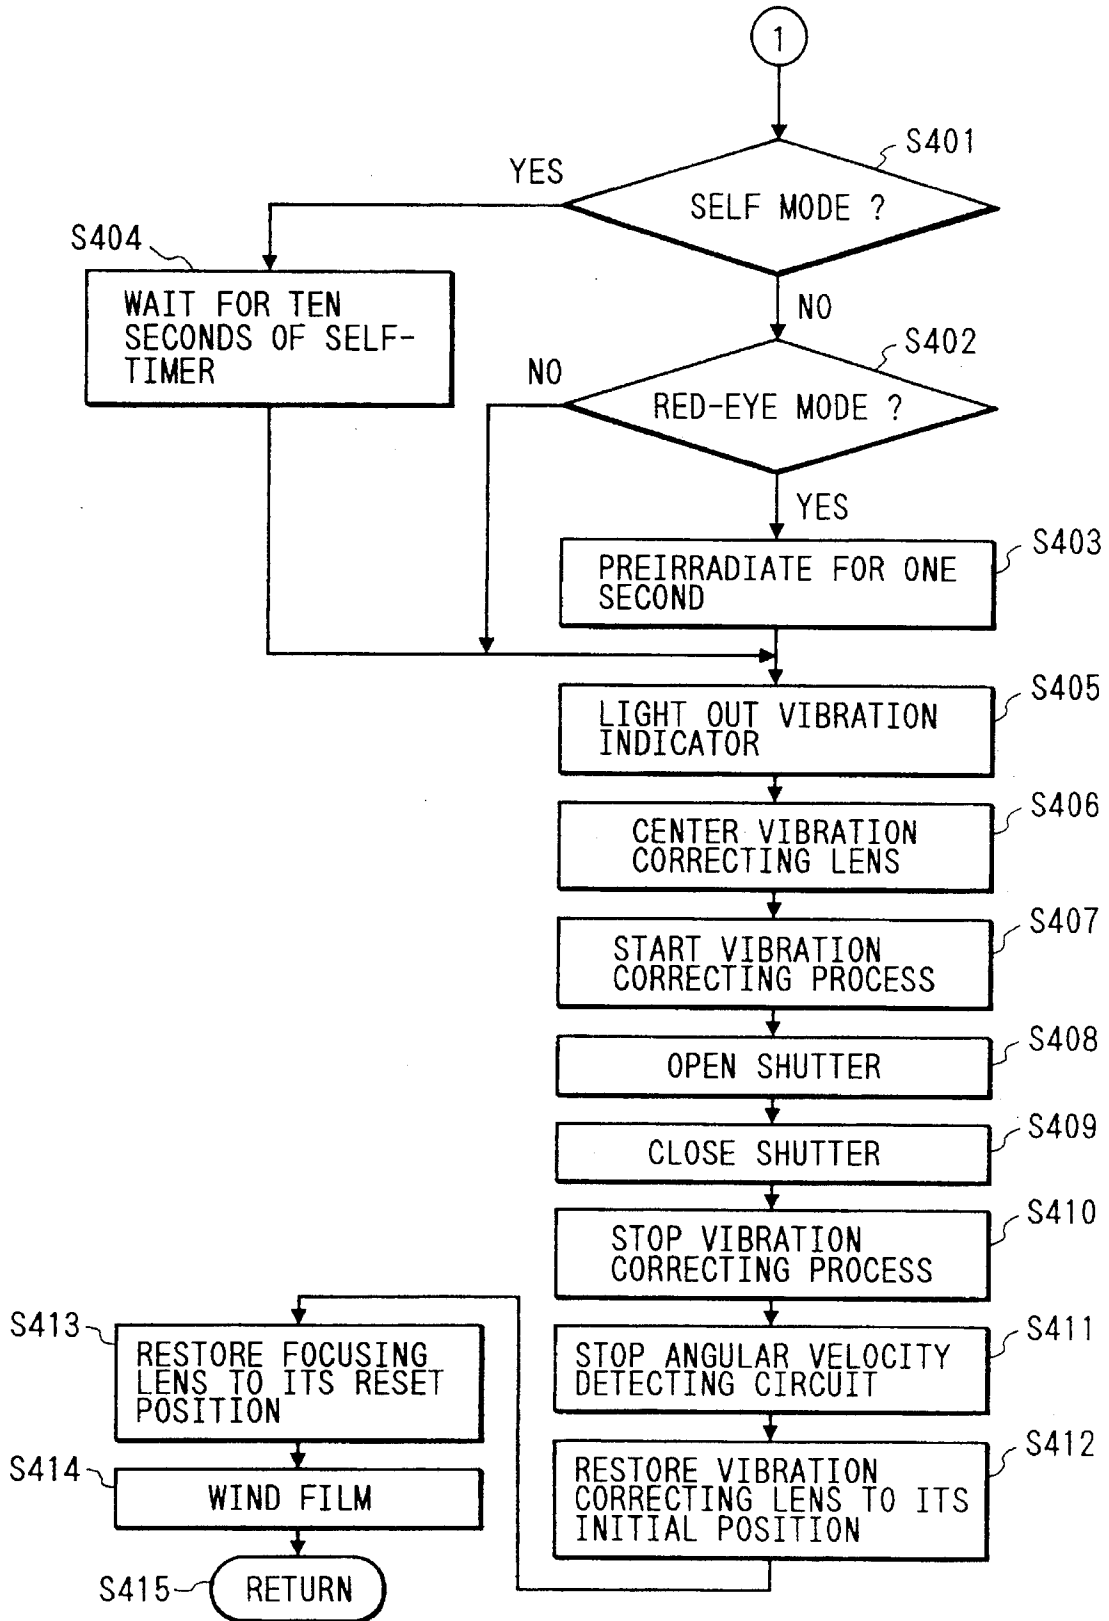 1
S401
YES
SELF MODE ?
S404
WAIT FOR TEN
SECONDS OF SELF-
TIMER
NO
S402
NO
RED-EYE MODE ?
YES
S403
PREIRRADIATE FOR ONE
SECOND
S405
LIGHT OUT VIBRATION
INDICATOR
S406
CENTER VIBRATION
CORRECTING LENS
S407
START VIBRATION
CORRECTING PROCESS
S408
OPEN SHUTTER
S409
CLOSE SHUTTER
S410
STOP VIBRATION
CORRECTING PROCESS
S411
STOP ANGULAR VELOCITY
DETECTING CIRCUIT
S412
RESTORE VIBRATION
CORRECTING LENS TO ITS
INITIAL POSITION
S413
RESTORE FOCUSING
LENS TO ITS RESET
POSITION
S414
WIND FILM
S415
RETURN